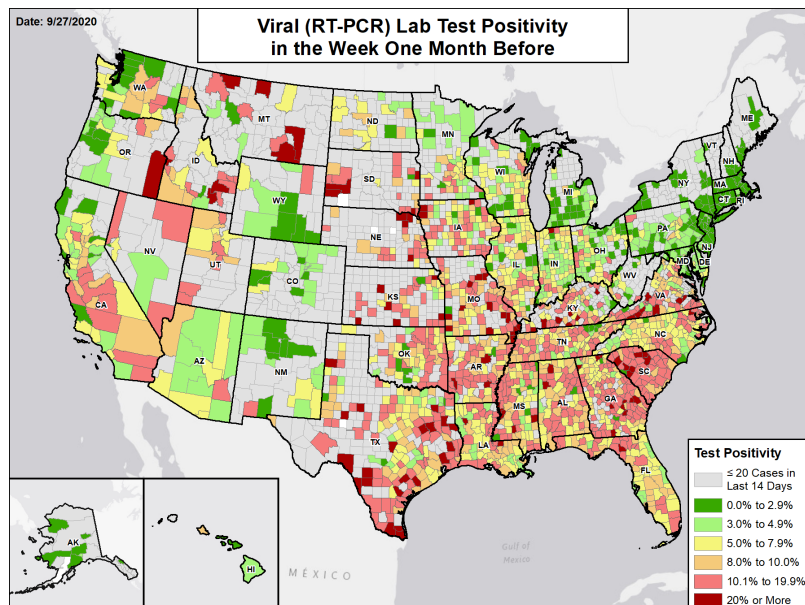 Date: 9/27/2020
Viral (RT-PCR) Lab Test Positivity
in the Week One Month Before
WA
MT
ND
MN
ME
VT
NH
OR
ID
SD
WI
MI
NY
MA
CT
RI
WY
IA
PA
NJ
NE
OH
MD
DE
NV
UT
IL
IN
WV
CO
VA
CA
KS
MO
KY
NC
TN
OK
AZ
NM
AR
SC
MS
AL
GA
TX
LA
FL
AK
HI
MÉXICO
Gulf of
Mexico
Test Positivity
≤ 20 Cases in
Last 14 Days
0.0% to 2.9%
3.0% to 4.9%
5.0% to 7.9%
8.0% to 10.0%
10.1% to 19.9%
20% or More